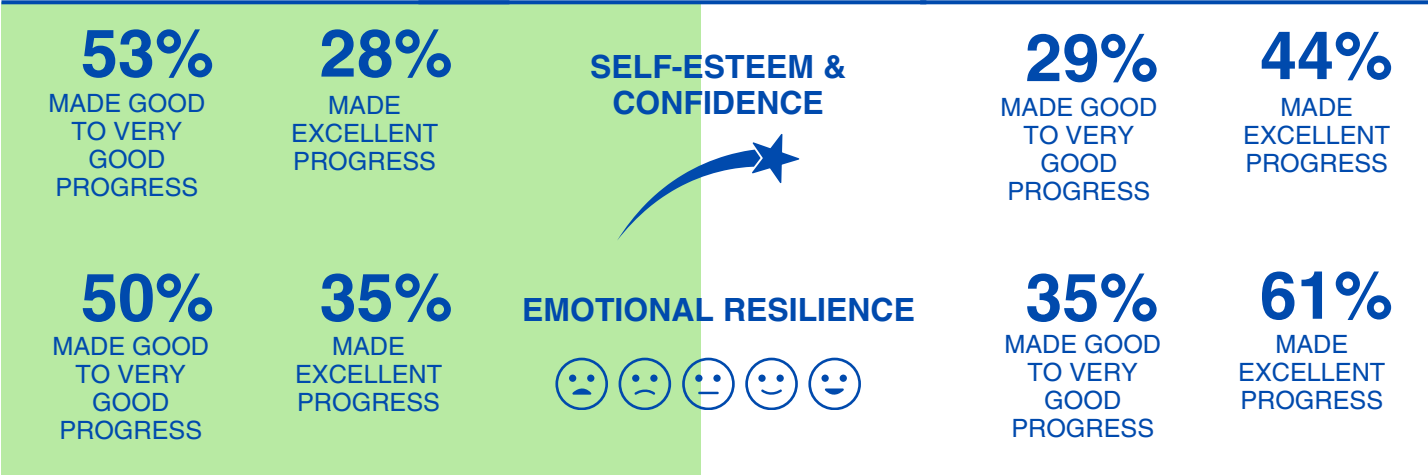 53%
MADE GOOD
TO VERY
GOOD
PROGRESS
28%
MADE
EXCELLENT
PROGRESS
SELF-ESTEEM &
CONFIDENCE
29%
MADE GOOD
TO VERY
GOOD
PROGRESS
44%
MADE
EXCELLENT
PROGRESS
50%
MADE GOOD
TO VERY
GOOD
PROGRESS
35%
MADE
EXCELLENT
PROGRESS
EMOTIONAL RESILIENCE
35%
MADE GOOD
TO VERY
GOOD
PROGRESS
61%
MADE
EXCELLENT
PROGRESS